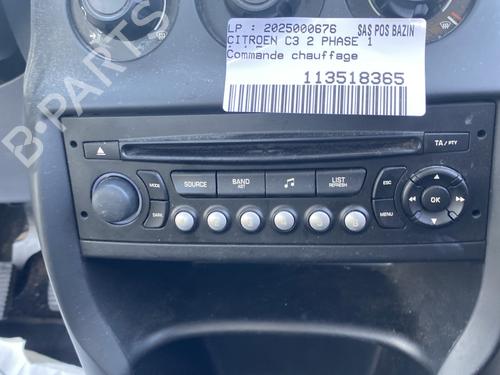 LP : 2025000676 SAS POS BAZIN
CITROEN C3 2 PHASE 1
Commande chauffage
113518365
B-PARTS
TA/PTY
MODE
SOURCE
BAND
AST
LIST
REFRESH
ESC
DARK
MENU
OK